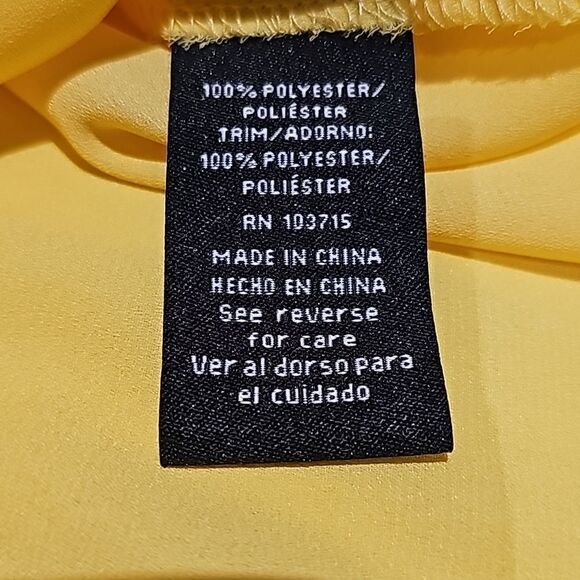 100% POLYESTER/
POLIÉSTER
TRIM/ADORNO:
100% POLYESTER/
POLIÉSTER
RN 103715
MADE IN CHINA
HECHO EN CHINA
See reverse
for care
Ver al dorso para
el cuidado